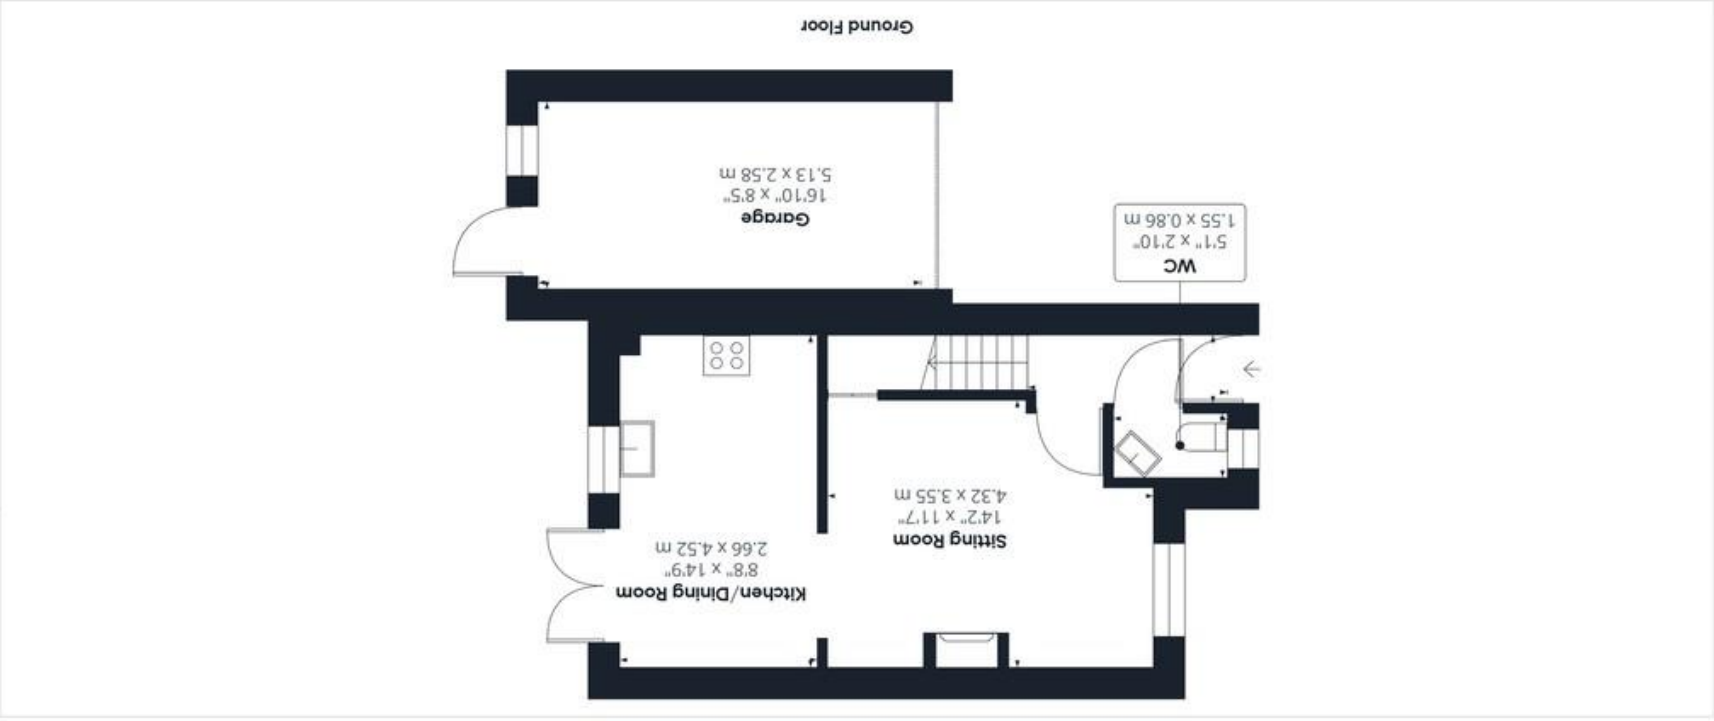 Kitchen/Dining Room
8'8" x 14'9"
2.66 x 4.52 m
Sitting Room
14'2" x 11'7"
4.32 x 3.55 m
WC
5'1" x 2'10"
1.55 x 0.86 m
Garage
16'10" x 8'5"
5.13 x 2.58 m
Ground Floor